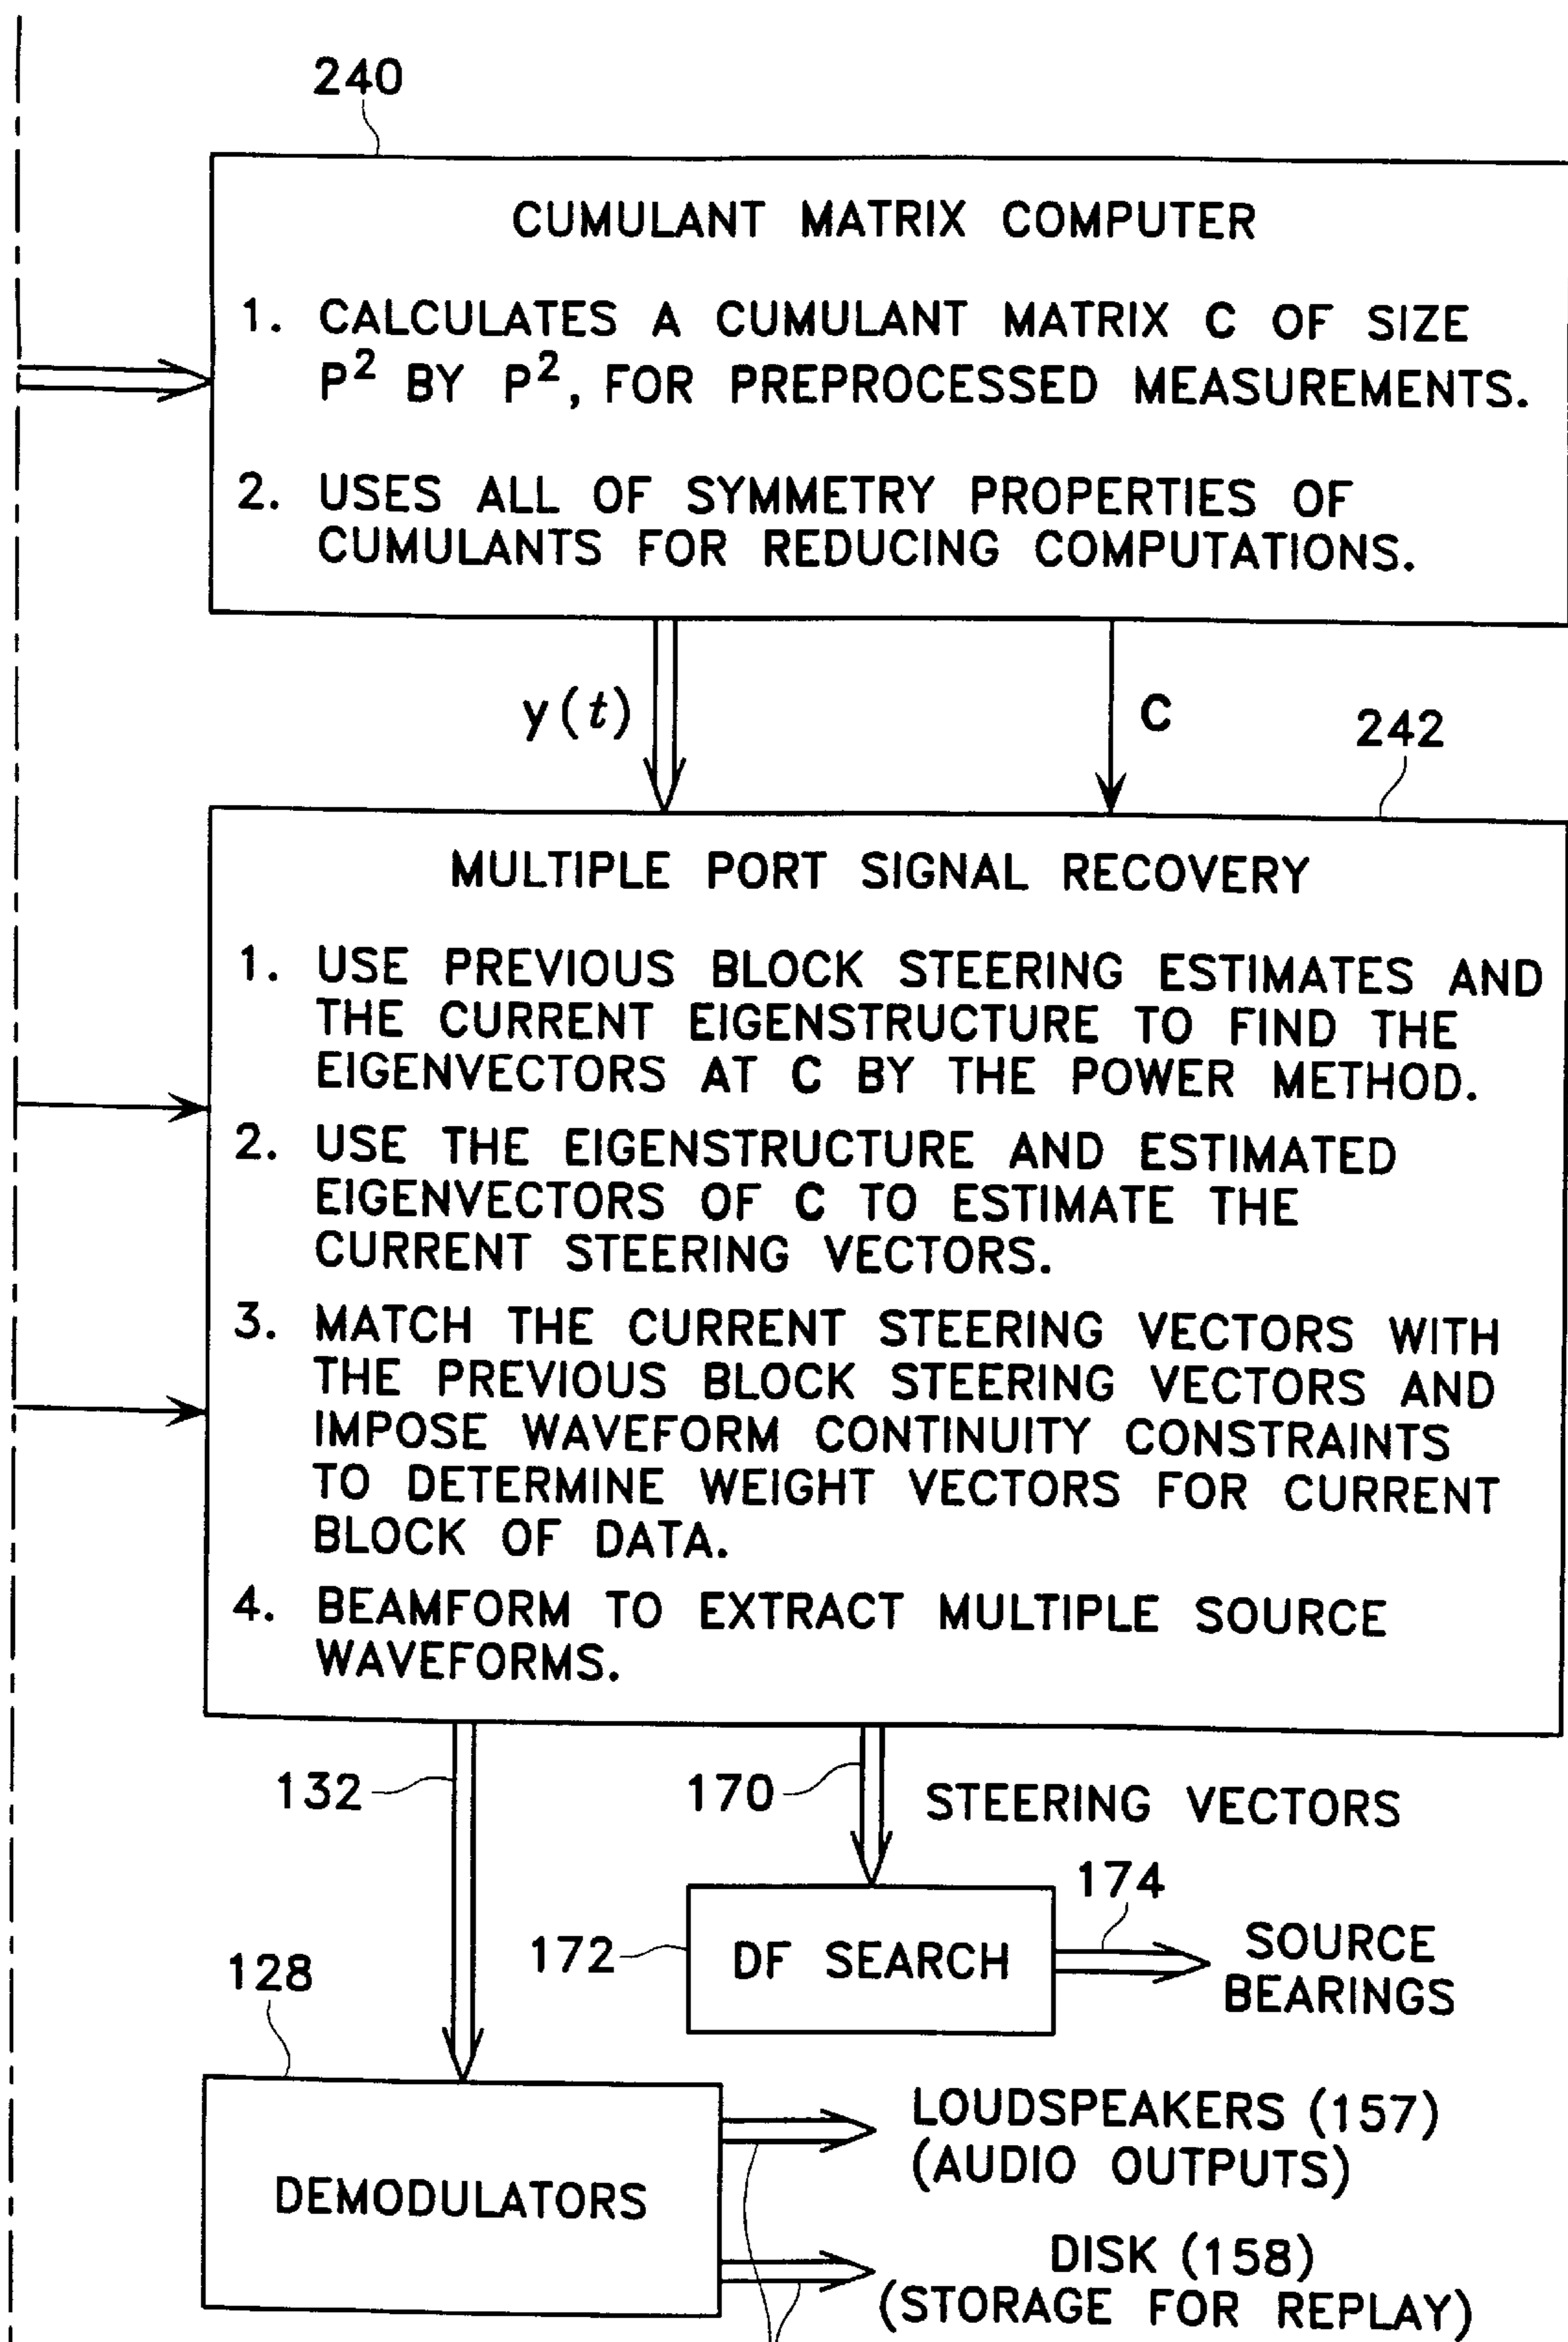 240
CUMULANT MATRIX COMPUTER
1. CALCULATES A CUMULANT MATRIX C OF SIZE
P² BY P², FOR PREPROCESSED MEASUREMENTS.
2. USES ALL OF SYMMETRY PROPERTIES OF
CUMULANTS FOR REDUCING COMPUTATIONS.
y(t)
C
242
MULTIPLE PORT SIGNAL RECOVERY
1. USE PREVIOUS BLOCK STEERING ESTIMATES AND
THE CURRENT EIGENSTRUCTURE TO FIND THE
EIGENVECTORS AT C BY THE POWER METHOD.
2. USE THE EIGENSTRUCTURE AND ESTIMATED
EIGENVECTORS OF C TO ESTIMATE THE
CURRENT STEERING VECTORS.
3. MATCH THE CURRENT STEERING VECTORS WITH
THE PREVIOUS BLOCK STEERING VECTORS AND
IMPOSE WAVEFORM CONTINUITY CONSTRAINTS
TO DETERMINE WEIGHT VECTORS FOR CURRENT
BLOCK OF DATA.
4. BEAMFORM TO EXTRACT MULTIPLE SOURCE
WAVEFORMS.
132
170
STEERING VECTORS
174
172
DF SEARCH
SOURCE
BEARINGS
128
DEMODULATORS
LOUDSPEAKERS (157)
(AUDIO OUTPUTS)
DISK (158)
(STORAGE FOR REPLAY)